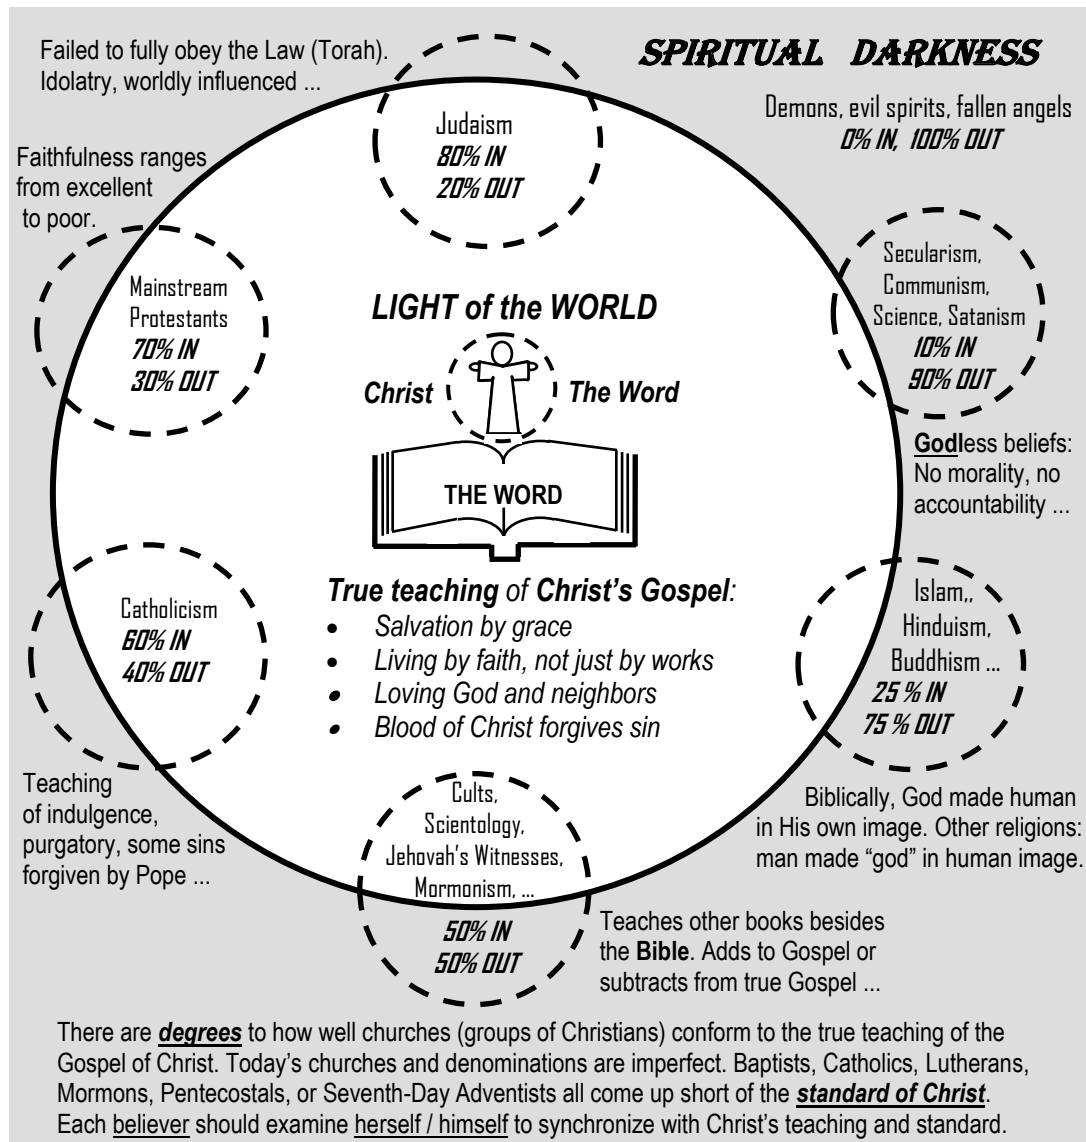 Failed to fully obey the Law (Torah).
Idolatry, worldly influenced ...
SPIRITUAL DARKNESS
Demons, evil spirits, fallen angels
0% IN, 100% OUT
Judaism
80% IN
20% OUT
Faithfulness ranges
from excellent
to poor.
Mainstream
Protestants
70% IN
30% OUT
Secularism,
Communism,
Science, Satanism
10% IN
90% OUT
Godless beliefs:
No morality, no
accountability ...
LIGHT of the WORLD
Christ
The Word
THE WORD
True teaching of Christ's Gospel:
• Salvation by grace
• Living by faith, not just by works
• Loving God and neighbors
• Blood of Christ forgives sin
Catholicism
60% IN
40% OUT
Teaching
of indulgence,
purgatory, some sins
forgiven by Pope ...
Islam,,
Hinduism,
Buddhism ...
25 % IN
75 % OUT
Biblically, God made human
in His own image. Other religions:
man made “god” in human image.
Cults,
Scientology,
Jehovah's Witnesses,
Mormonism, ...
50% IN
50% OUT
Teaches other books besides
the Bible. Adds to Gospel or
subtracts from true Gospel ...
There are degrees to how well churches (groups of Christians) conform to the true teaching of the
Gospel of Christ. Today's churches and denominations are imperfect. Baptists, Catholics, Lutherans,
Mormons, Pentecostals, or Seventh-Day Adventists all come up short of the standard of Christ.
Each believer should examine herself / himself to synchronize with Christ's teaching and standard.